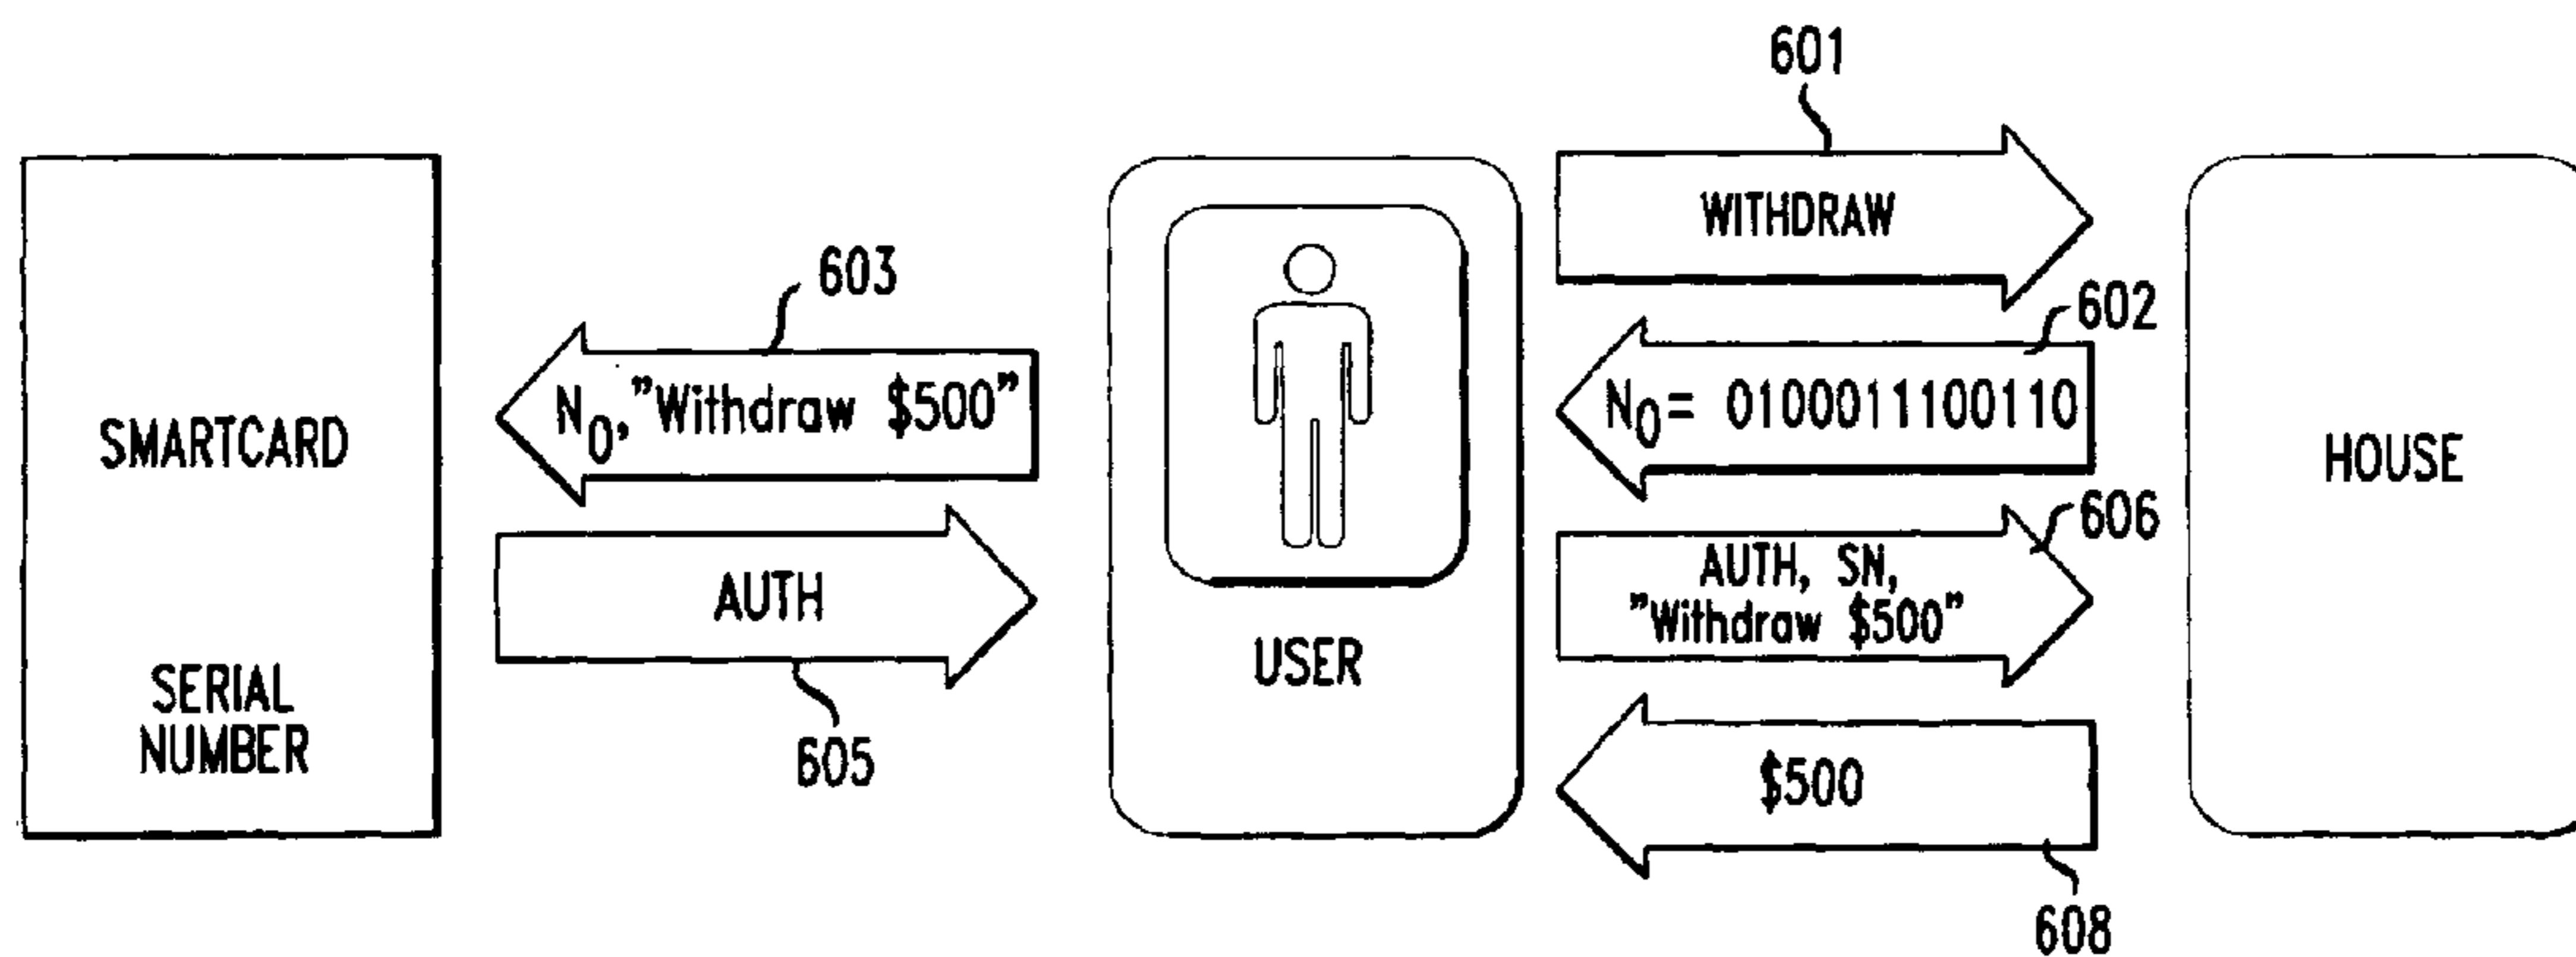 601
WITHDRAW
603
602
N0, "Withdraw $500"
N0= 0100011100110
SMARTCARD
HOUSE
606
AUTH
AUTH, SN,
"Withdraw $500"
USER
SERIAL
NUMBER
605
$500
608